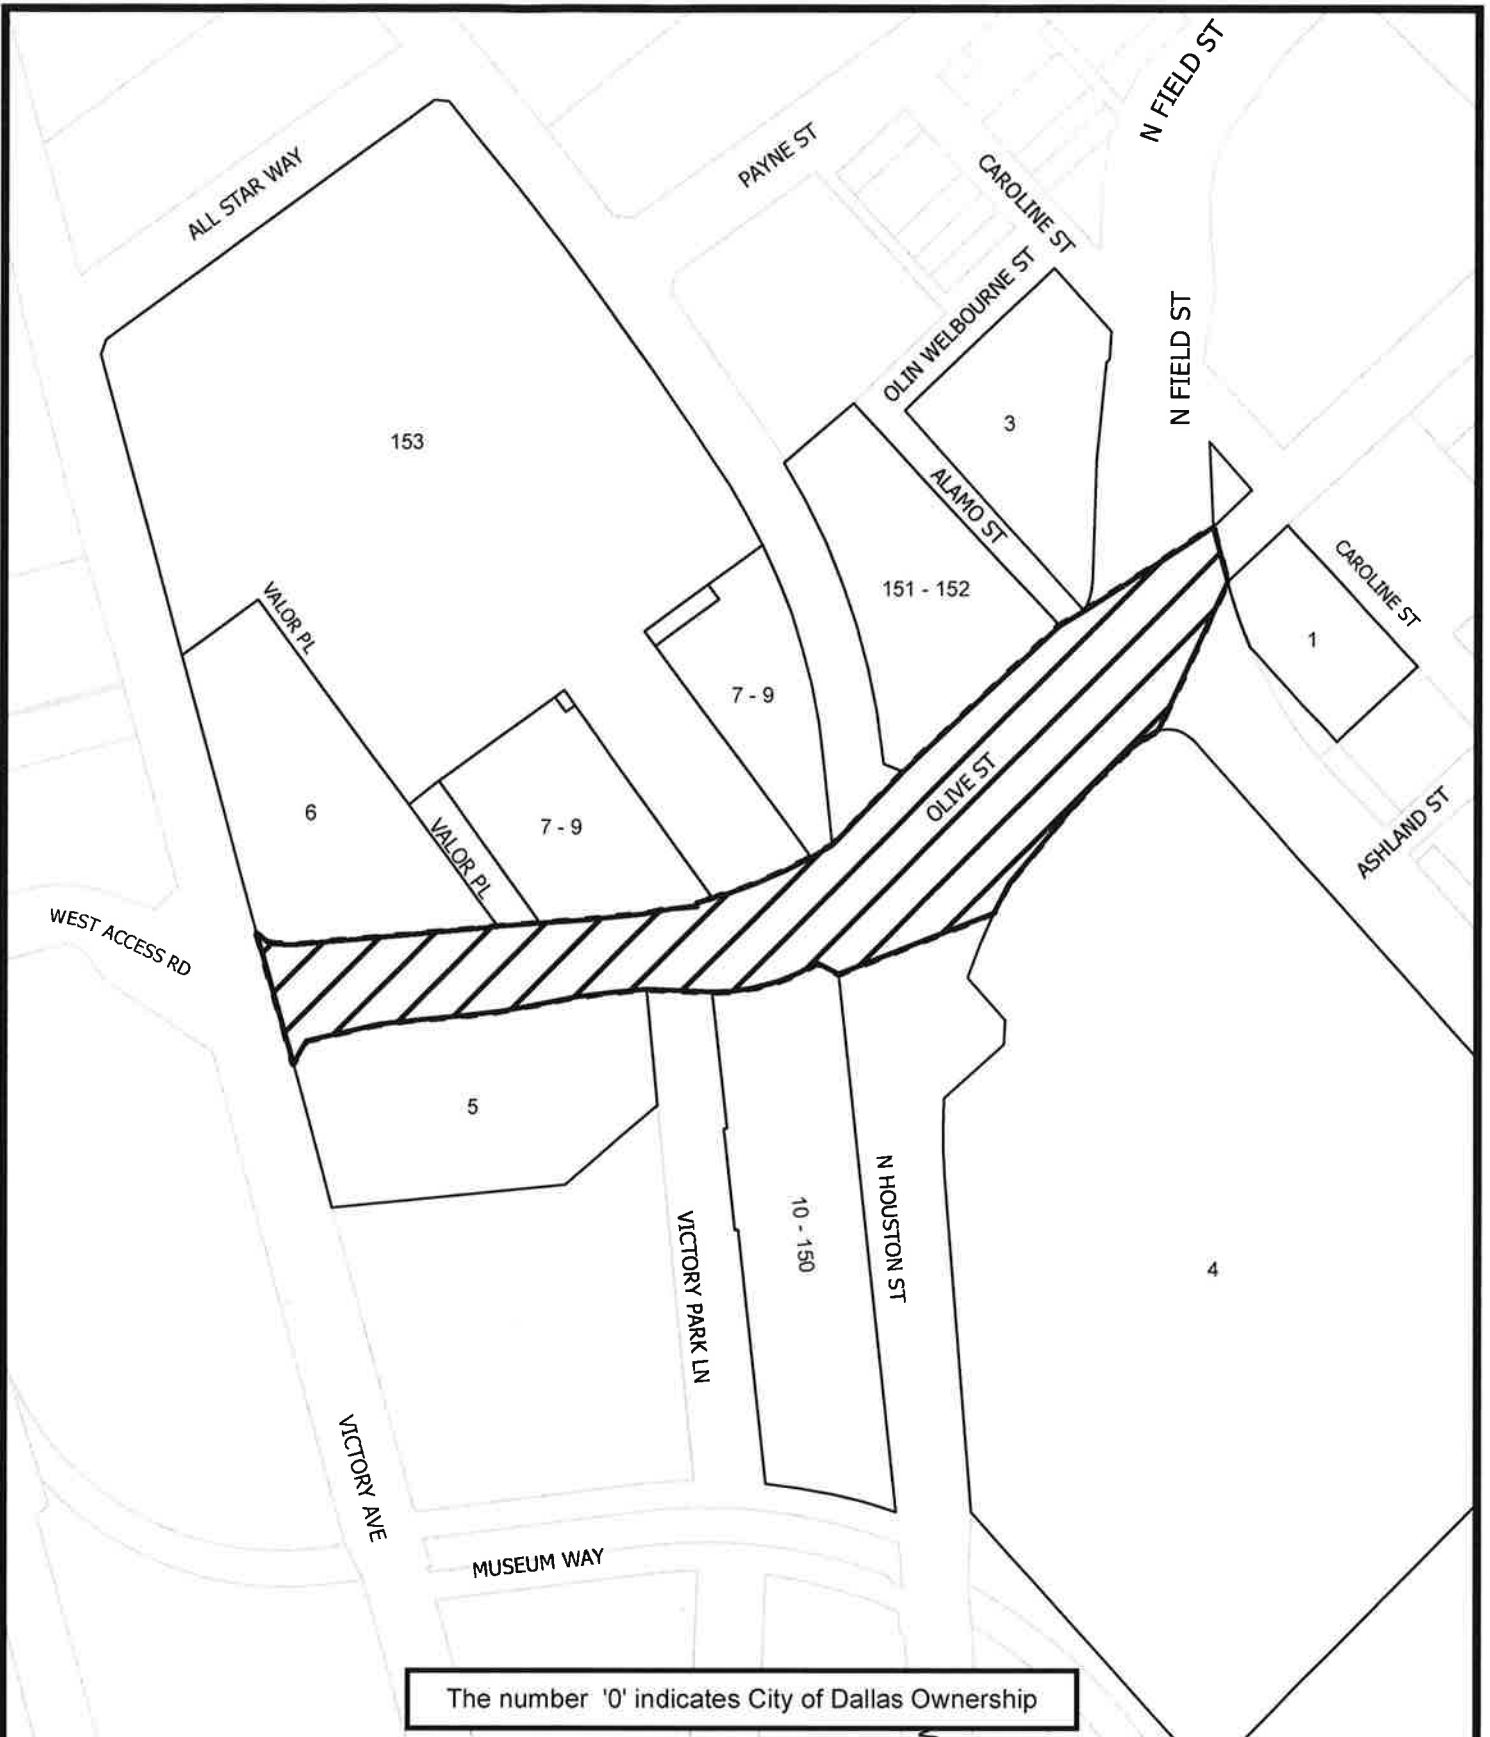 N FIELD ST
PAYNE ST
ALL STAR WAY
CAROLINE ST
OLIN WELBOURNE ST
N FIELD ST
3
153
ALAMO ST
151 - 152
CAROLINE ST
VALOR PL
1
7 - 9
OLIVE ST
6
7 - 9
VALOR PL
ASHLAND ST
WEST ACCESS RD
5
10 - 150
N HOUSTON ST
VICTORY PARK LN
4
VICTORY AVE
MUSEUM WAY
The number '0' indicates City of Dallas Ownership